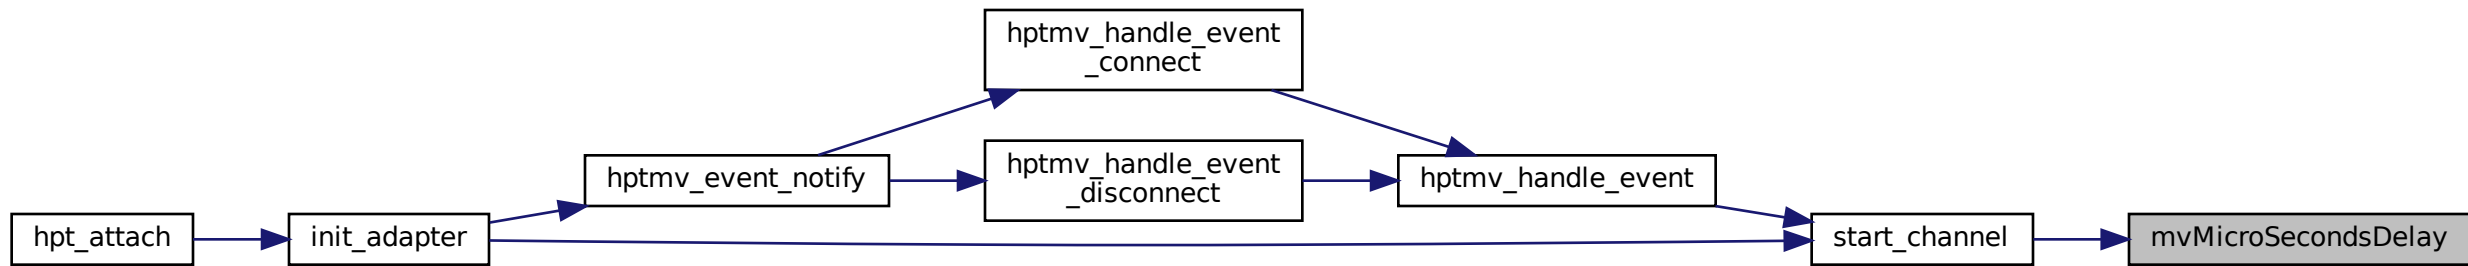 hptmv_handle_event
_connect
hptmv_handle_event
_disconnect
hptmv_event_notify
hptmv_handle_event
hpt_attach
init_adapter
start_channel
mvMicroSecondsDelay